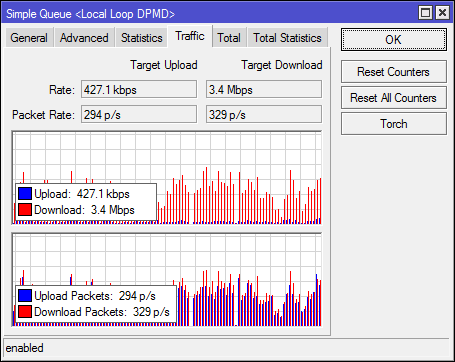 Simple Queue <Local Loop DPMD>
General Advanced Statistics Traffic Total Total Statistics
Target Upload Target Download
Rate: 427.1 kbps 3.4 Mbps
Packet Rate: 294 p/s 329 p/s
Upload: 427.1 kbps
Download: 3.4 Mbps
Upload Packets: 294 p/s
Download Packets: 329 p/s
OK
Reset Counters
Reset All Counters
Torch
enabled